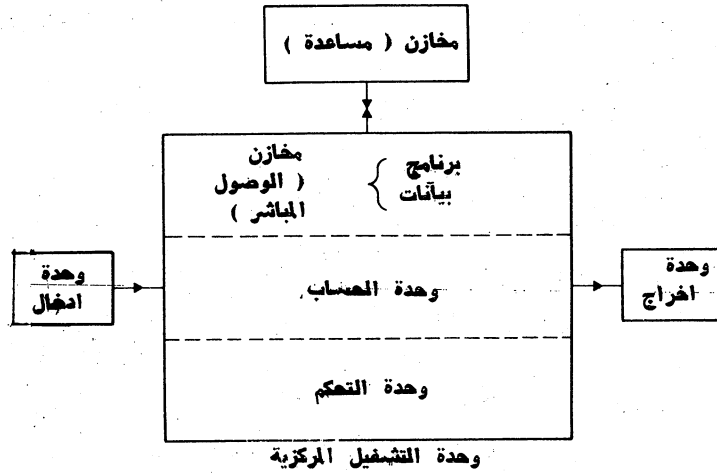 مخازن ( مساعدة )
برنامج
بيانات
مخازن
( الوصول
المباشر )
وحدة
ادخال
وحدة الحساب
وحدة
اخراج
وحدة التحكم
وحدة التشغيل المركزية